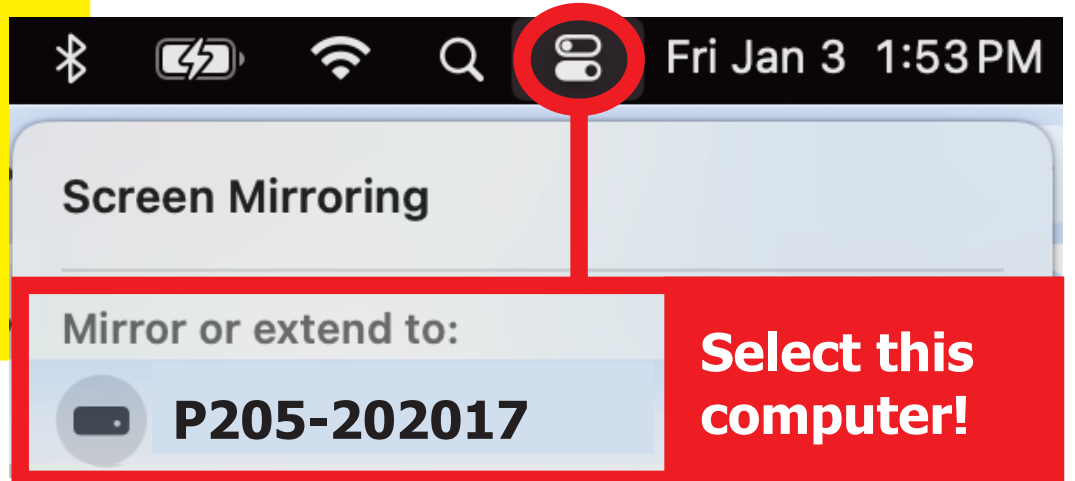 Fri Jan 3 1:53 PM
Screen Mirroring
Mirror or extend to:
P205-202017
Select this
computer!